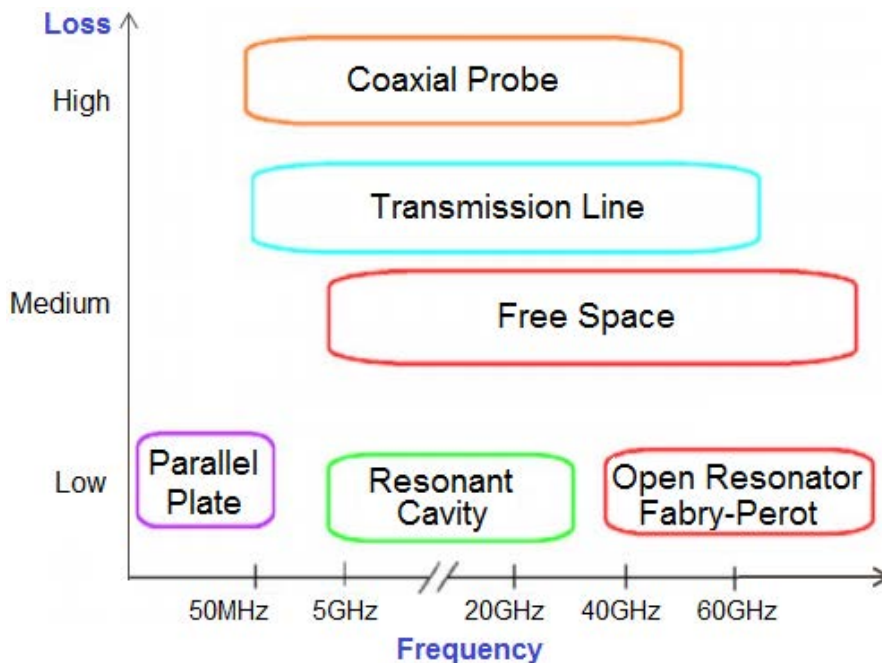 Loss
High
Coaxial Probe
Transmission Line
Medium
Free Space
Low
Parallel
Plate
Resonant
Cavity
Open Resonator
Fabry-Perot
50MHz
5GHz
20GHz
40GHz
60GHz
Frequency